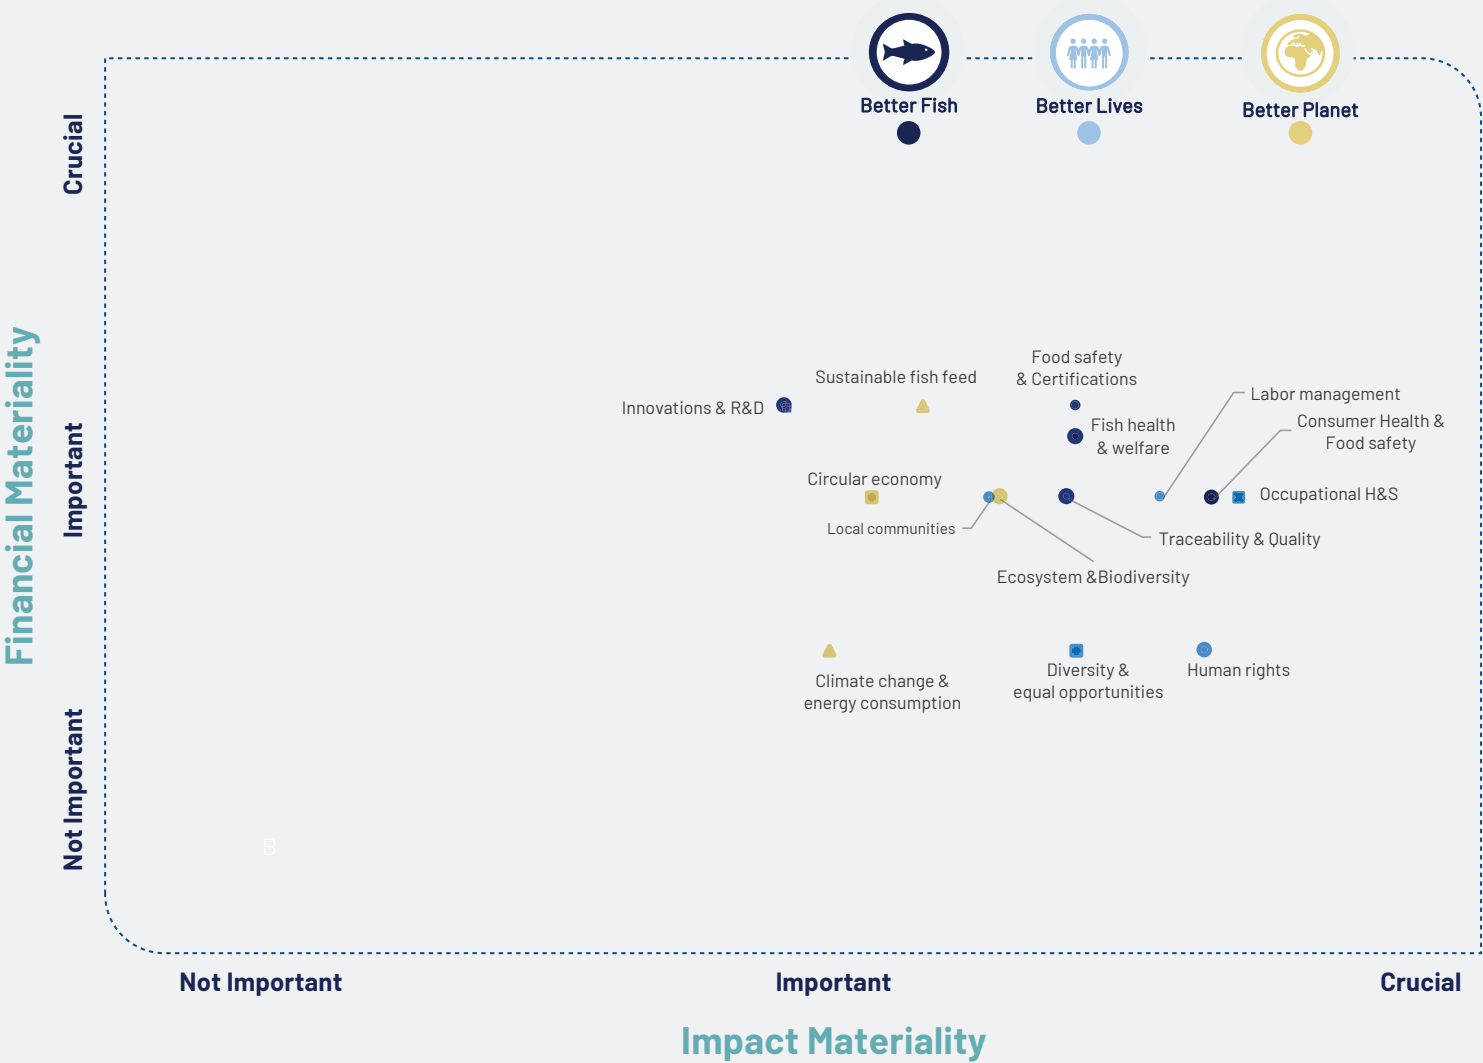 Better Fish
Better Lives
Better Planet
Crucial
Important
Not Important
Financial Materiality
Food safety
& Certifications
Sustainable fish feed
Innovations & R&D
Labor management
Consumer Health &
Food safety
Fish health
& welfare
Circular economy
Occupational H&S
Local communities
Traceability & Quality
Ecosystem &Biodiversity
Climate change &
energy consumption
Diversity &
equal opportunities
Human rights
B
Not Important
Important
Crucial
Impact Materiality